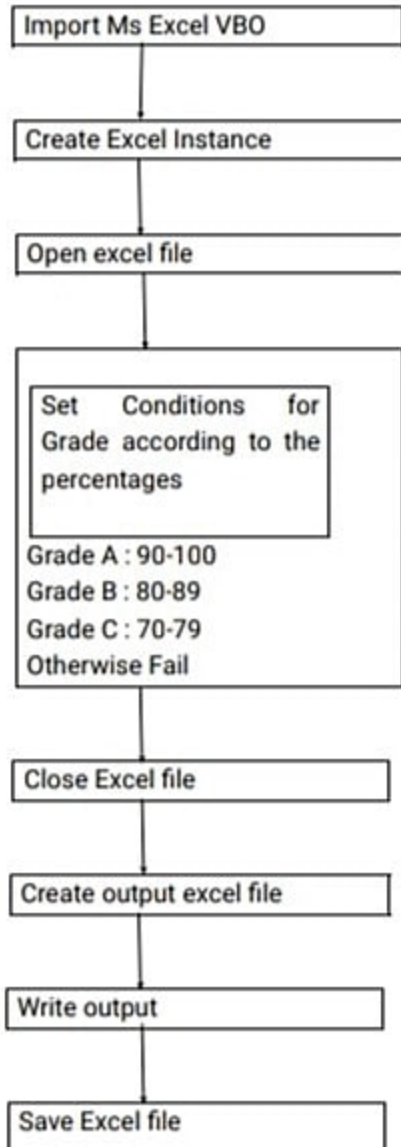 Import Ms Excel VBO
Create Excel Instance
Open excel file
Set Conditions for
Grade according to the
percentages
Grade A : 90-100
Grade B : 80-89
Grade C : 70-79
Otherwise Fail
Close Excel file
Create output excel file
Write output
Save Excel file